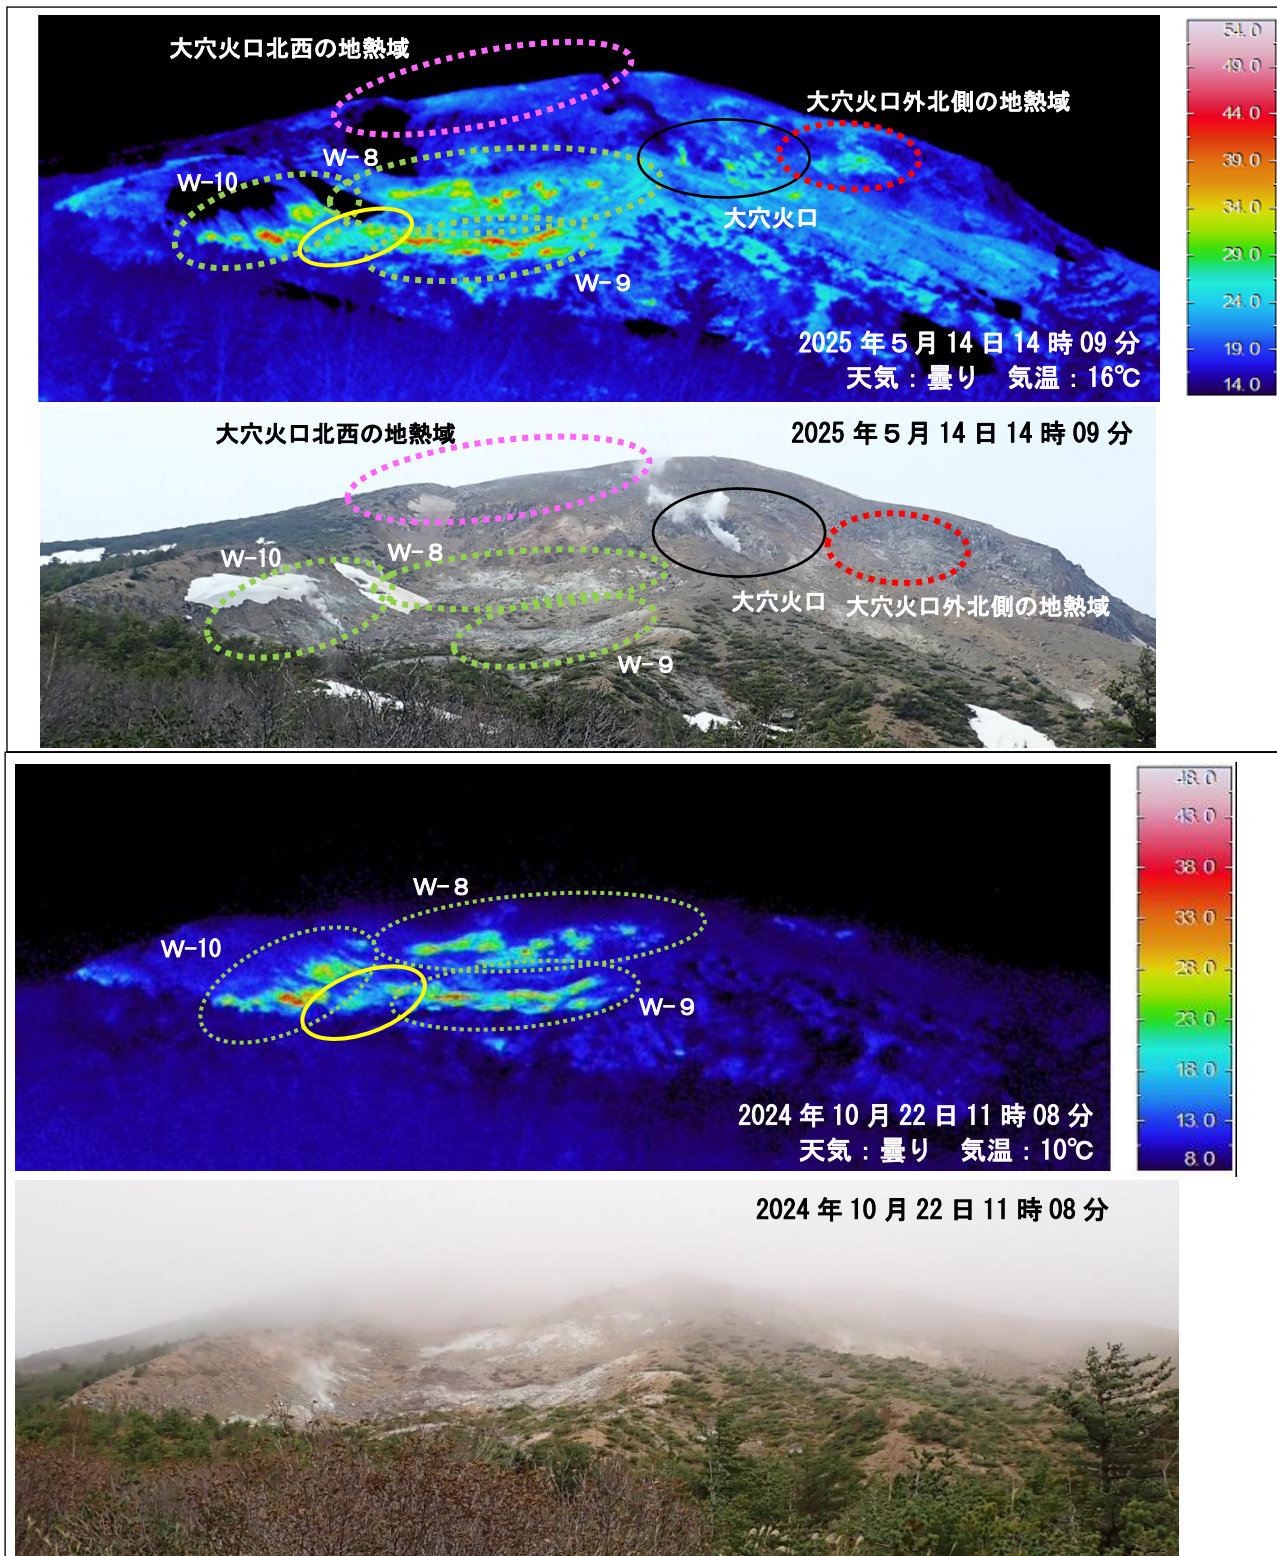 大穴火口北西の地熱域
大穴火口外北側の地熱域
W-8
W-10
大穴火口
W-9
2025年5月14日14時09分
天気：曇り　気温：16℃
54.0
49.0
44.0
39.0
34.0
29.0
24.0
19.0
14.0
大穴火口北西の地熱域
2025年5月14日14時09分
W-8
W-10
大穴火口
大穴火口外北側の地熱域
W-9
W-8
W-10
W-9
2024年10月22日11時08分
天気：曇り　気温：10℃
48.0
43.0
38.0
33.0
28.0
23.0
18.0
13.0
8.0
2024年10月22日11時08分